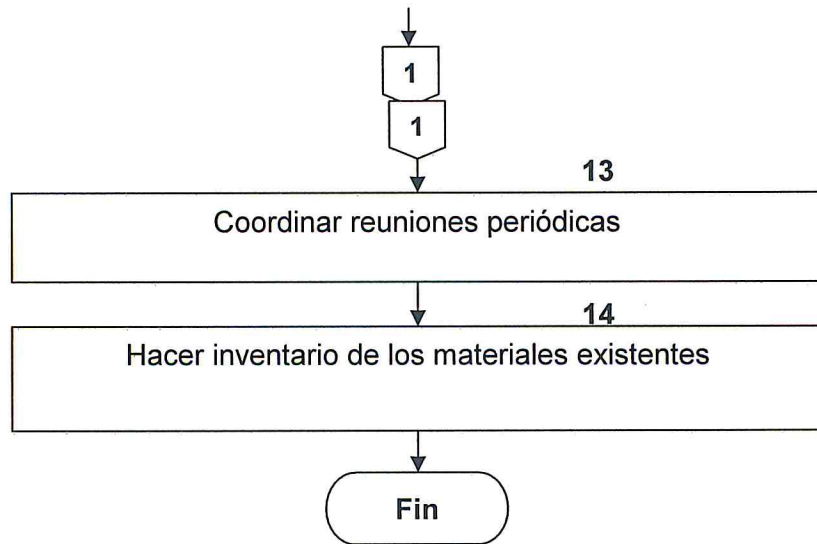 1
1
13
Coordinar reuniones periódicas
14
Hacer inventario de los materiales existentes
Fin